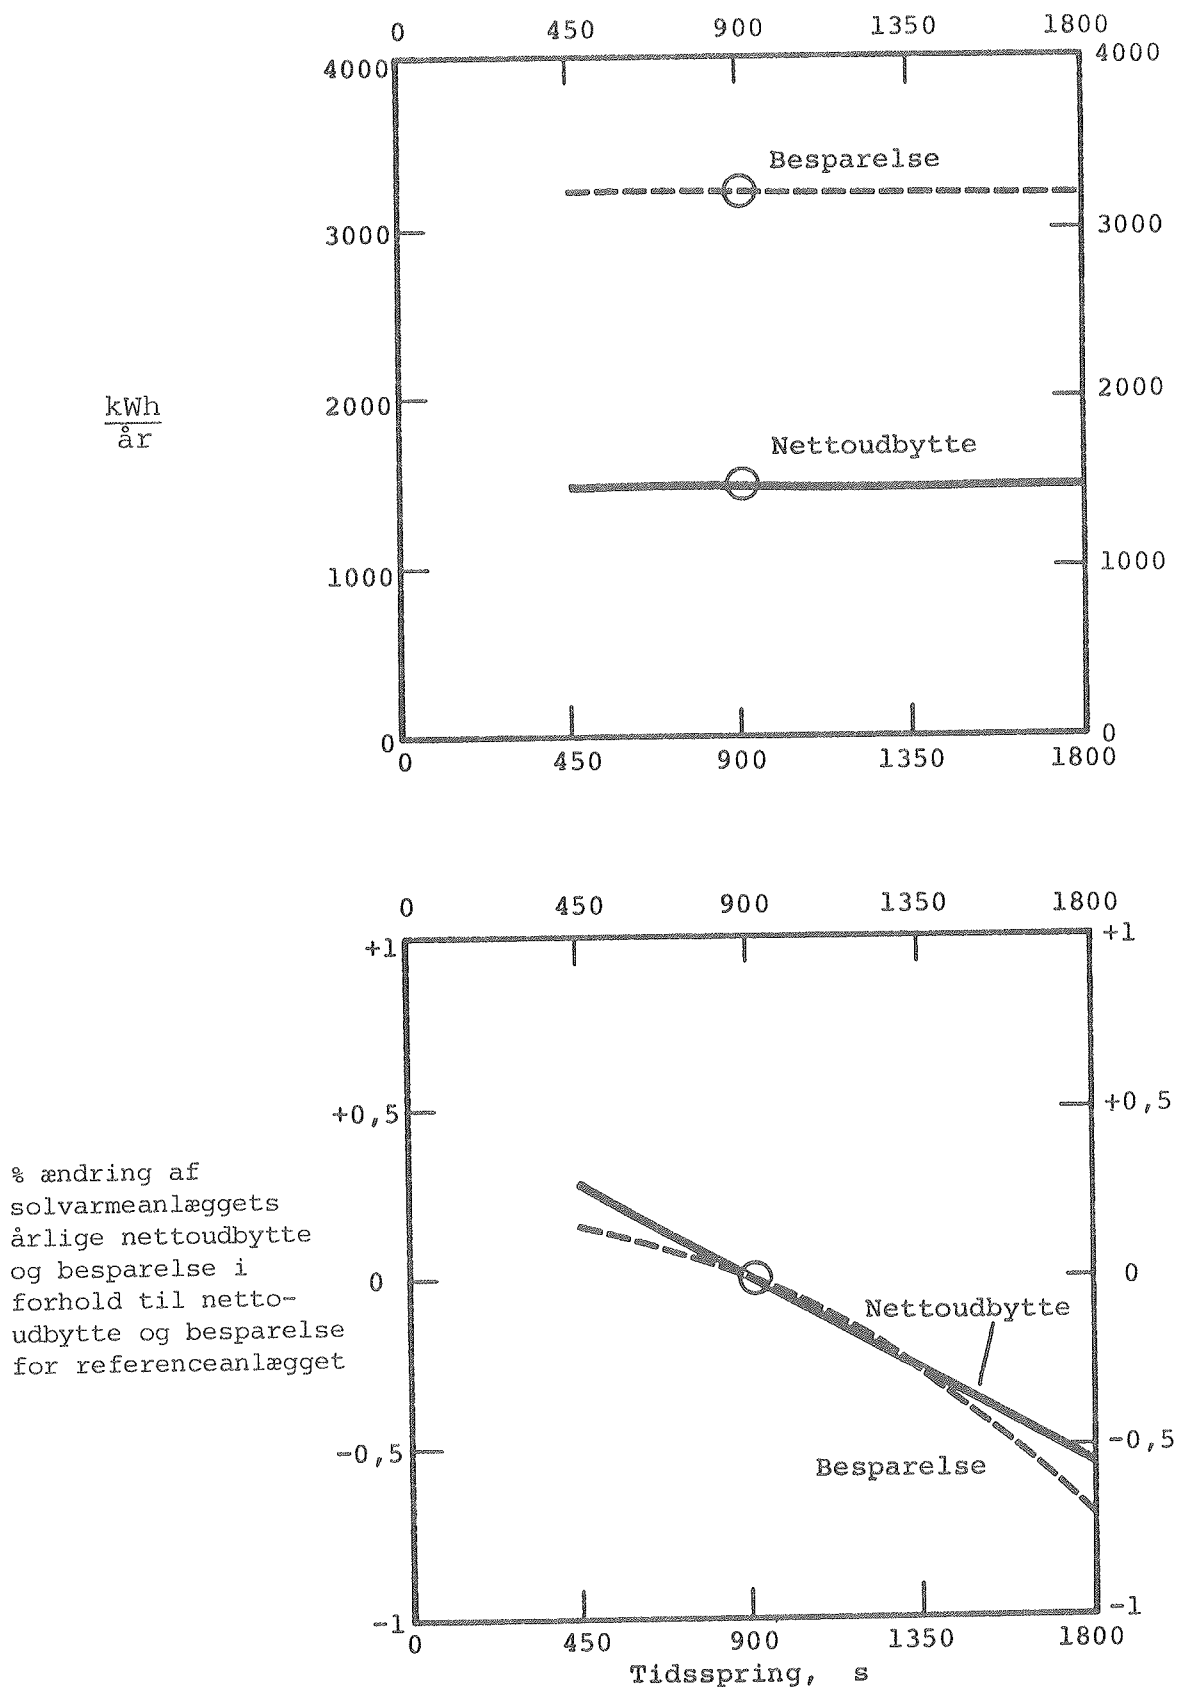 0 450 900 1350 1800
4000 4000
Besparelse
3000 3000
2000 2000
kWh
år
Nettoudbytte
1000 1000
0 0
0 450 900 1350 1800
0 450 900 1350 1800
+1 +1
+0,5 +0,5
% ændring af
solvarmeanlæggets
årlige nettoudbytte
og besparelse i
forhold til netto-
udbytte og besparelse
for referenceanlægget
0 0
Nettoudbytte
-0,5 -0,5
Besparelse
-1 -1
0 450 900 1350 1800
Tidsspring, s